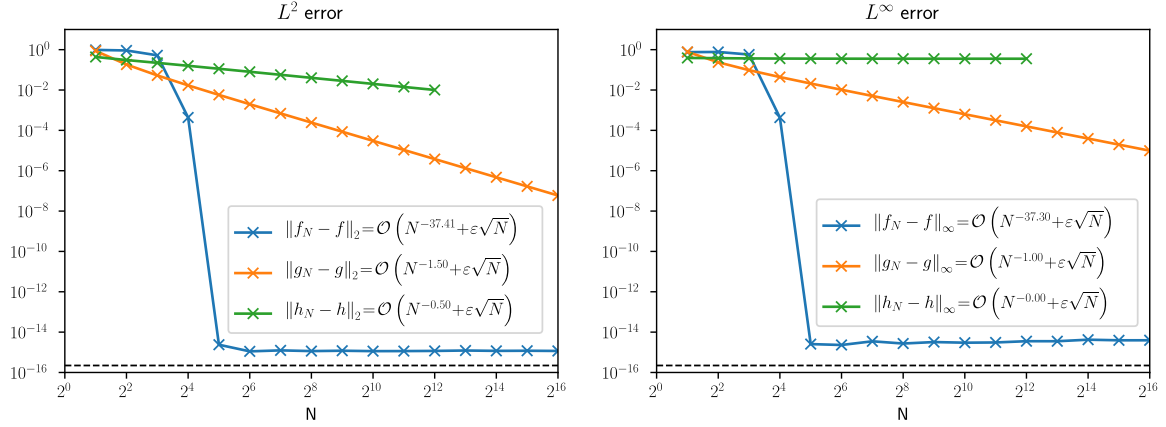 L² error
10⁰
10⁻²
10⁻⁴
10⁻⁶
10⁻⁸
10⁻¹⁰
10⁻¹²
10⁻¹⁴
10⁻¹⁶
‖f_N − f‖₂=𝒪(N^{−37.41}+ε√N)
‖g_N − g‖₂=𝒪(N^{−1.50}+ε√N)
‖h_N − h‖₂=𝒪(N^{−0.50}+ε√N)
2⁰ 2² 2⁴ 2⁶ 2⁸ 2¹⁰ 2¹² 2¹⁴ 2¹⁶
N
L^∞ error
10⁰
10⁻²
10⁻⁴
10⁻⁶
10⁻⁸
10⁻¹⁰
10⁻¹²
10⁻¹⁴
10⁻¹⁶
‖f_N − f‖_∞=𝒪(N^{−37.30}+ε√N)
‖g_N − g‖_∞=𝒪(N^{−1.00}+ε√N)
‖h_N − h‖_∞=𝒪(N^{−0.00}+ε√N)
2⁰ 2² 2⁴ 2⁶ 2⁸ 2¹⁰ 2¹² 2¹⁴ 2¹⁶
N